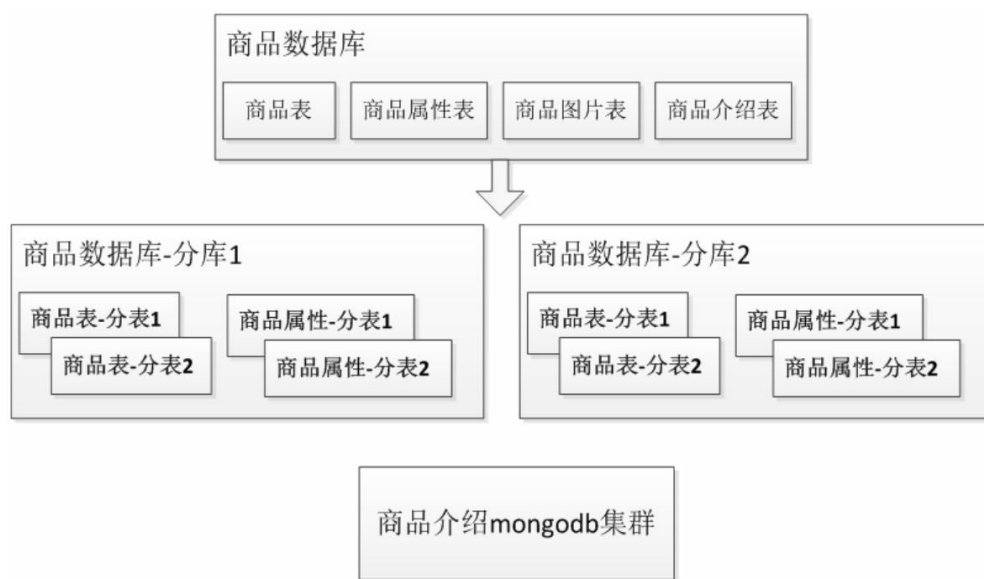 商品数据库
商品表
商品属性表
商品图片表
商品介绍表
商品数据库-分库1
商品表-分表1
商品表-分表2
商品属性-分表1
商品属性-分表2
商品数据库-分库2
商品表-分表1
商品表-分表2
商品属性-分表1
商品属性-分表2
商品介绍mongodb集群